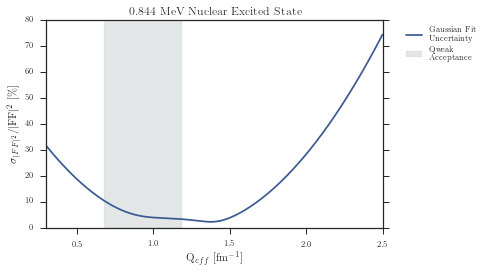 0.844 MeV Nuclear Excited State
σ|FF|²/|FF|² [%]
80
70
60
50
40
30
20
10
0
0.5 1.0 1.5 2.0 2.5
Q_eff [fm⁻¹]
Gaussian Fit
Uncertainty
Qweak
Acceptance